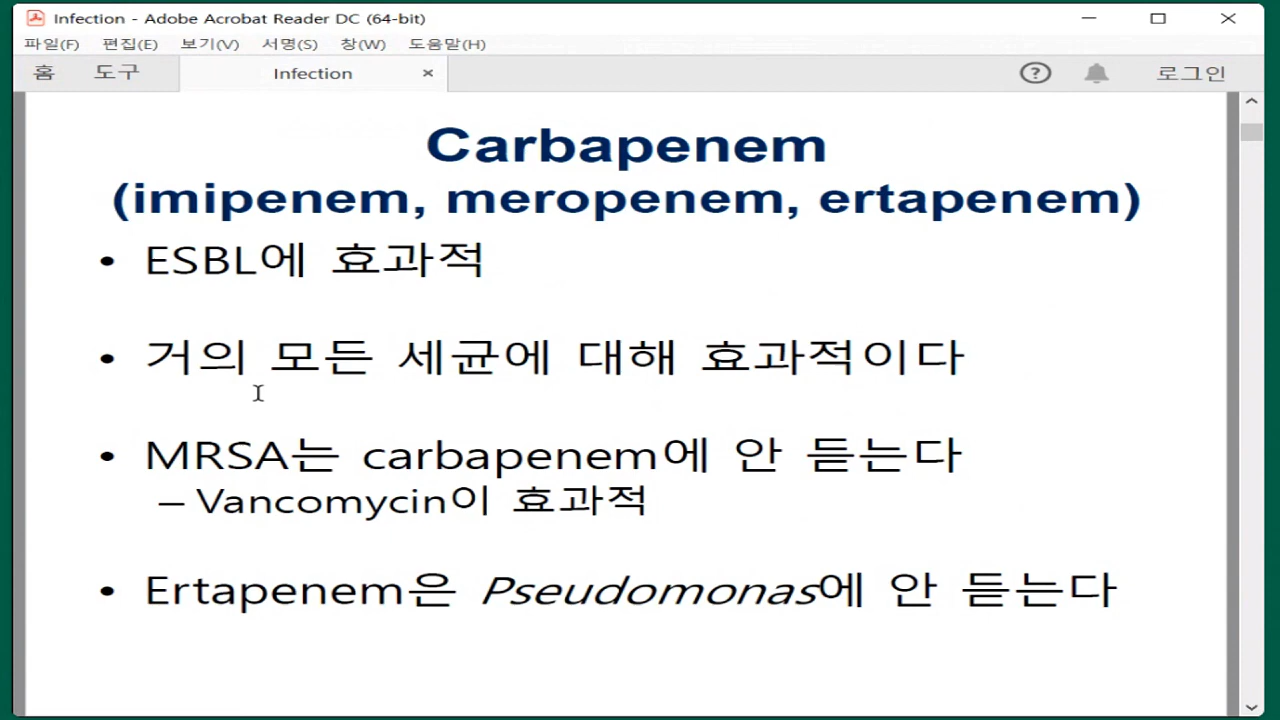 Infection - Adobe Acrobat Reader DC (64-bit)
파일(F) 편집(E) 보기(V) 서명(S) 창(W) 도움말(H)
홈 도구 Infection × ? 로그인
Carbapenem
(imipenem, meropenem, ertapenem)
• ESBL에 효과적
• 거의 모든 세균에 대해 효과적이다
• MRSA는 carbapenem에 안 듣는다
– Vancomycin이 효과적
• Ertapenem은 Pseudomonas에 안 듣는다